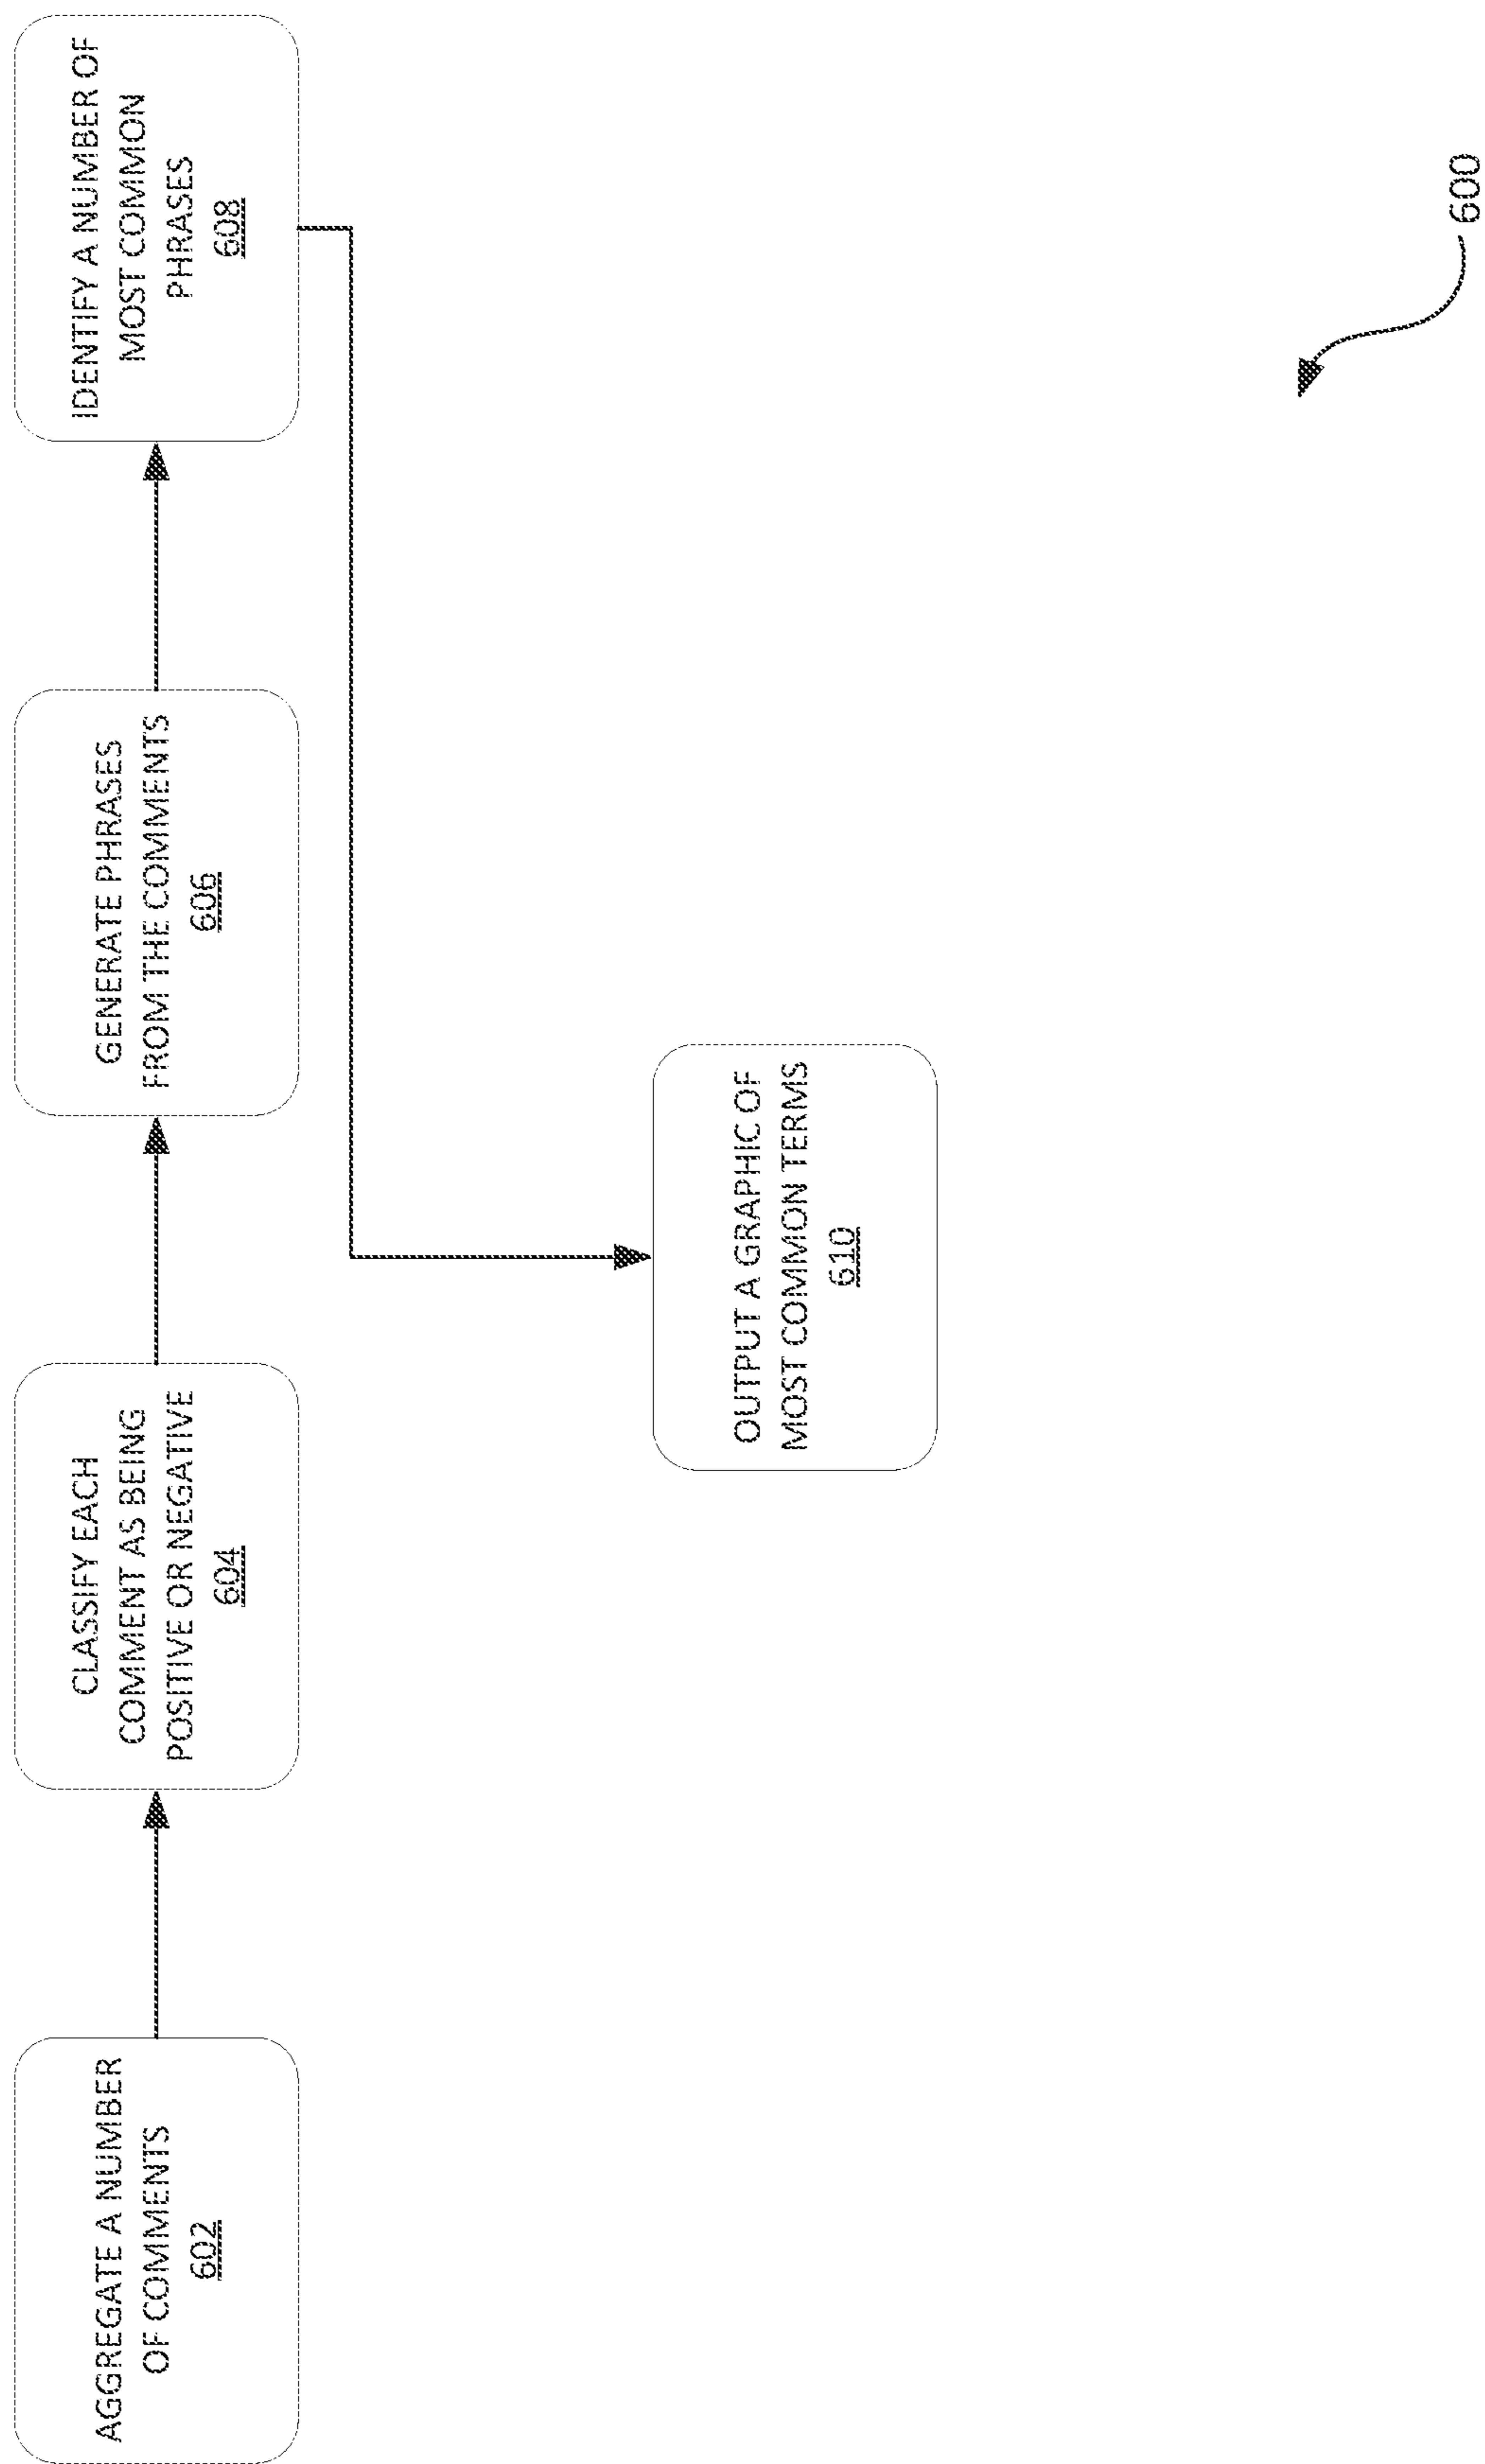 AGGREGATE A NUMBER
OF COMMENTS
602
CLASSIFY EACH
COMMENT AS BEING
POSITIVE OR NEGATIVE
604
GENERATE PHRASES
FROM THE COMMENTS
606
IDENTIFY A NUMBER OF
MOST COMMON
PHRASES
608
OUTPUT A GRAPHIC OF
MOST COMMON TERMS
610
600